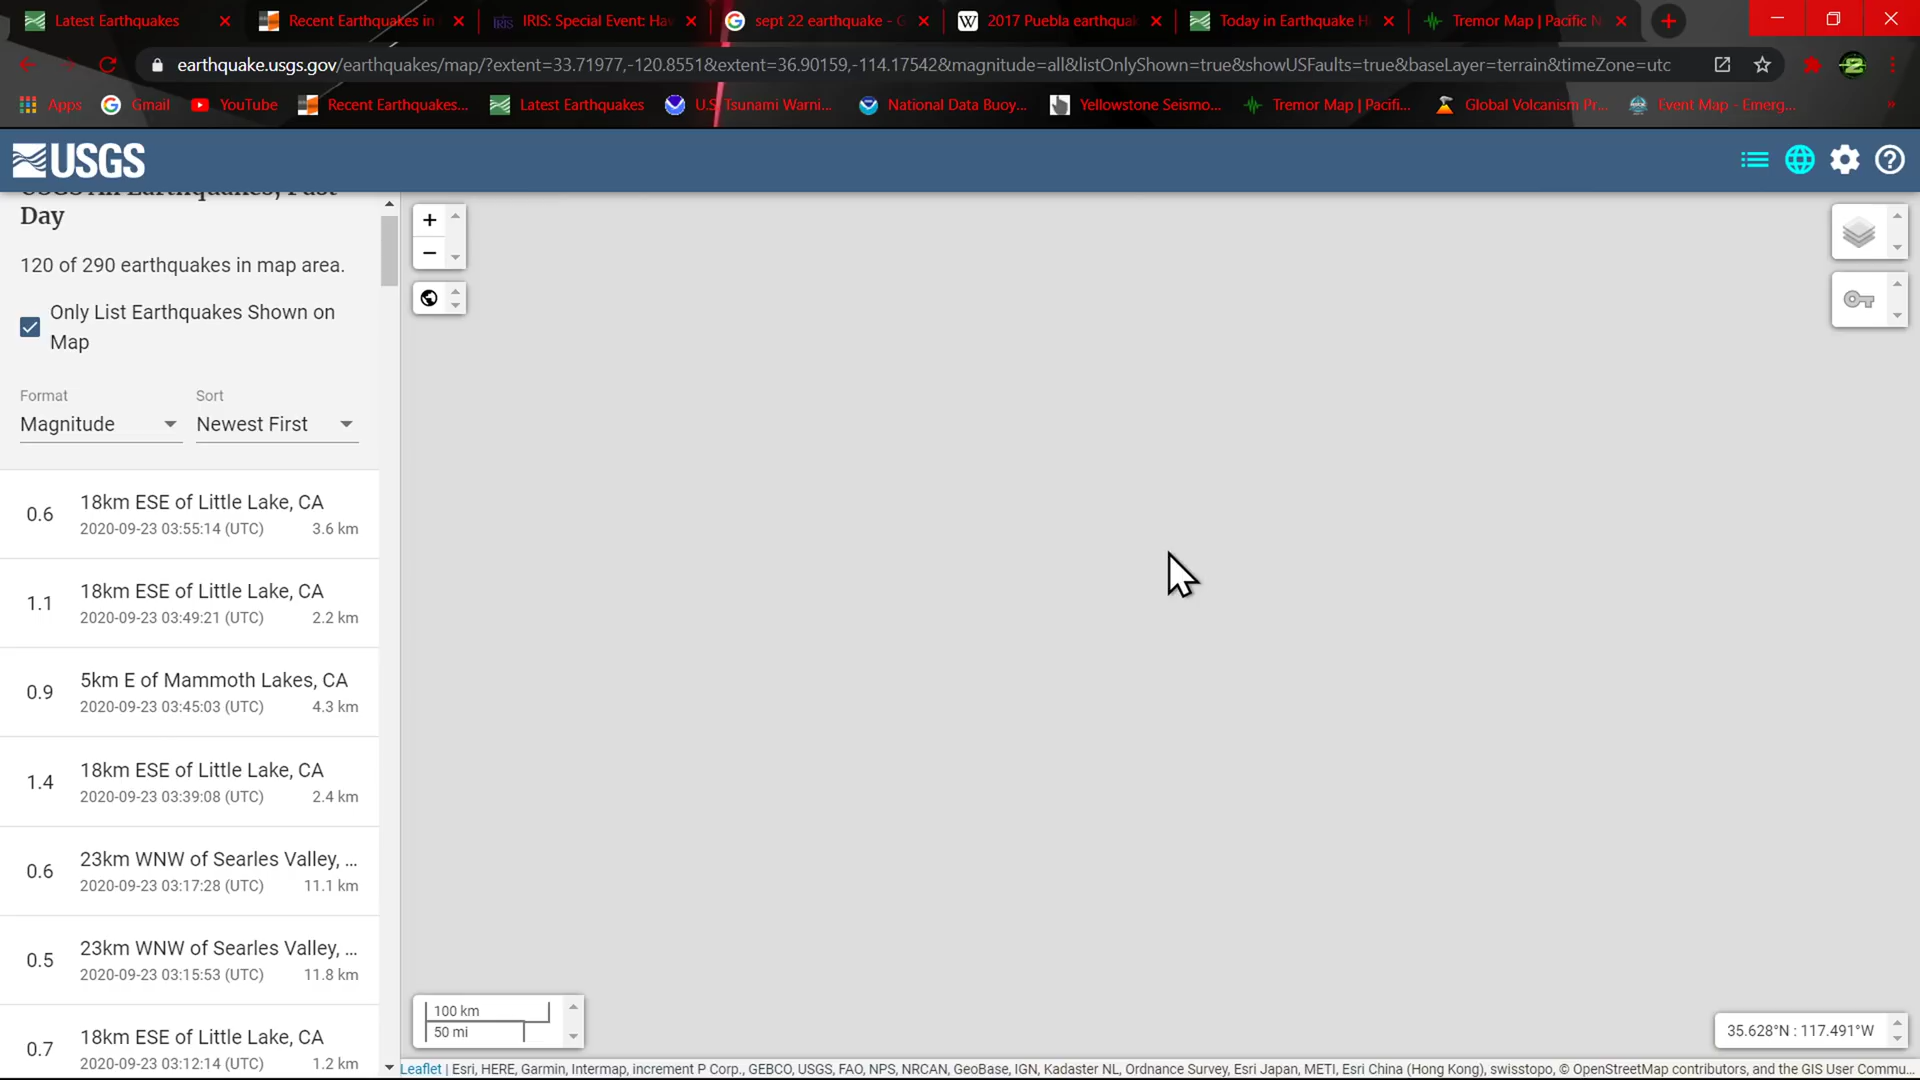 Latest Earthquakes
Recent Earthquakes in
IRIS: Special Event: Haw
sept 22 earthquake - G
2017 Puebla earthquak
Today in Earthquake H
Tremor Map | Pacific N
earthquake.usgs.gov/earthquakes/map/?extent=33.71977,-120.8551&extent=36.90159,-114.17542&magnitude=all&listOnlyShown=true&showUSFaults=true&baseLayer=terrain&timeZone=utc
Apps
Gmail
YouTube
Recent Earthquakes...
Latest Earthquakes
U.S. Tsunami Warni...
National Data Buoy...
Yellowstone Seismo...
Tremor Map | Pacifi...
Global Volcanism Pr...
Event Map - Emerg...
USGS
USGS All Earthquakes, Past
Day
120 of 290 earthquakes in map area.
Only List Earthquakes Shown on
Map
Format
Sort
Magnitude
Newest First
0.6
18km ESE of Little Lake, CA
2020-09-23 03:55:14 (UTC) 3.6 km
1.1
18km ESE of Little Lake, CA
2020-09-23 03:49:21 (UTC) 2.2 km
0.9
5km E of Mammoth Lakes, CA
2020-09-23 03:45:03 (UTC) 4.3 km
1.4
18km ESE of Little Lake, CA
2020-09-23 03:39:08 (UTC) 2.4 km
0.6
23km WNW of Searles Valley, ...
2020-09-23 03:17:28 (UTC) 11.1 km
0.5
23km WNW of Searles Valley, ...
2020-09-23 03:15:53 (UTC) 11.8 km
0.7
18km ESE of Little Lake, CA
2020-09-23 03:12:14 (UTC) 1.2 km
100 km
50 mi
35.628°N : 117.491°W
Leaflet | Esri, HERE, Garmin, Intermap, increment P Corp., GEBCO, USGS, FAO, NPS, NRCAN, GeoBase, IGN, Kadaster NL, Ordnance Survey, Esri Japan, METI, Esri China (Hong Kong), swisstopo, © OpenStreetMap contributors, and the GIS User Commu...